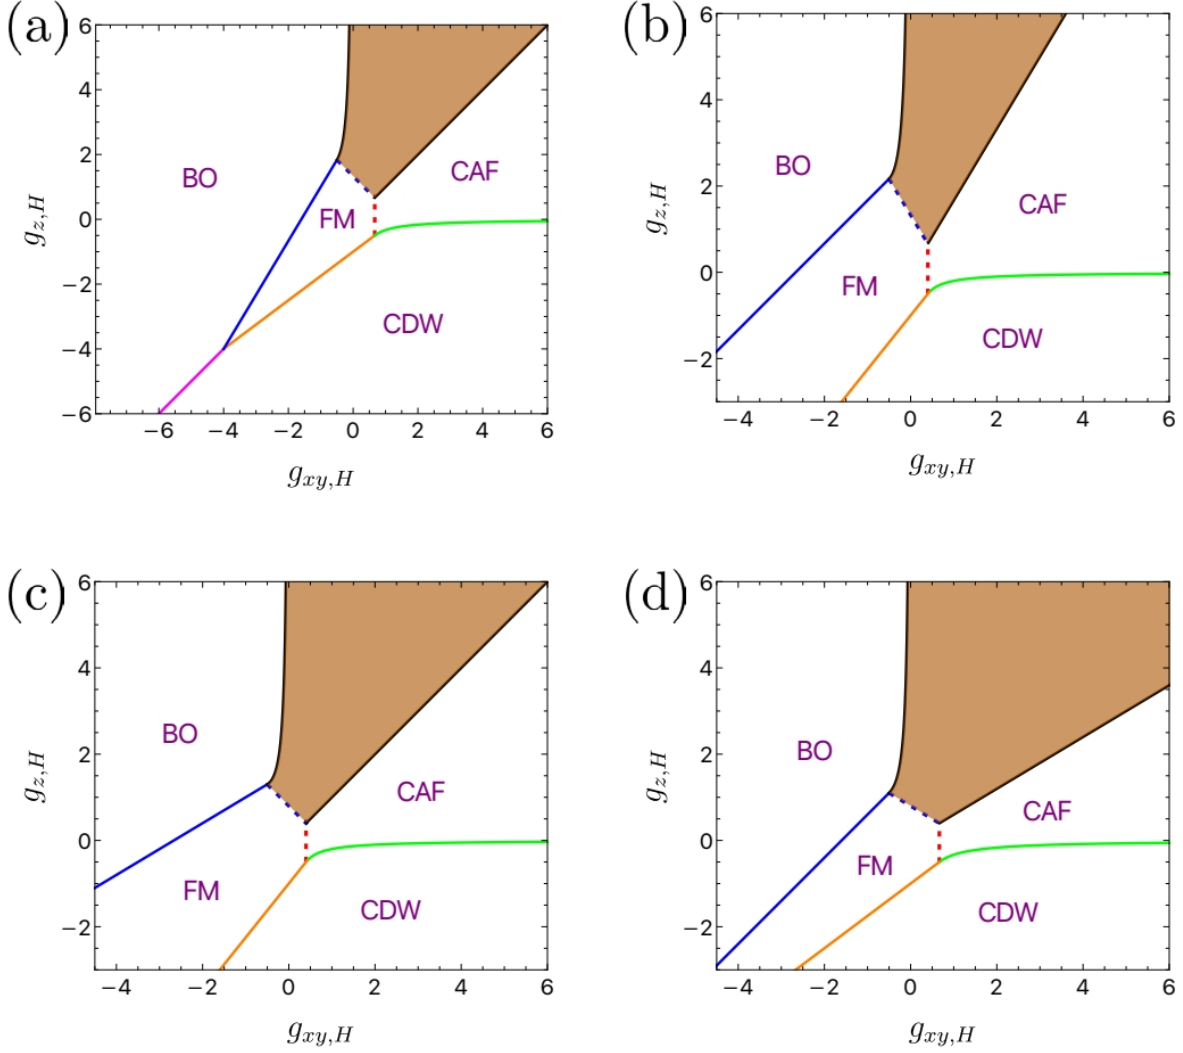 (a)
6
4
2
0
−2
−4
−6
BO
CAF
FM
CDW
−6 −4 −2 0 2 4 6
g_{z,H}
g_{xy,H}
(b)
6
4
2
0
−2
BO
CAF
FM
CDW
−4 −2 0 2 4 6
g_{z,H}
g_{xy,H}
(c)
6
4
2
0
−2
BO
CAF
FM
CDW
−4 −2 0 2 4 6
g_{z,H}
g_{xy,H}
(d)
6
4
2
0
−2
BO
CAF
FM
CDW
−4 −2 0 2 4 6
g_{z,H}
g_{xy,H}